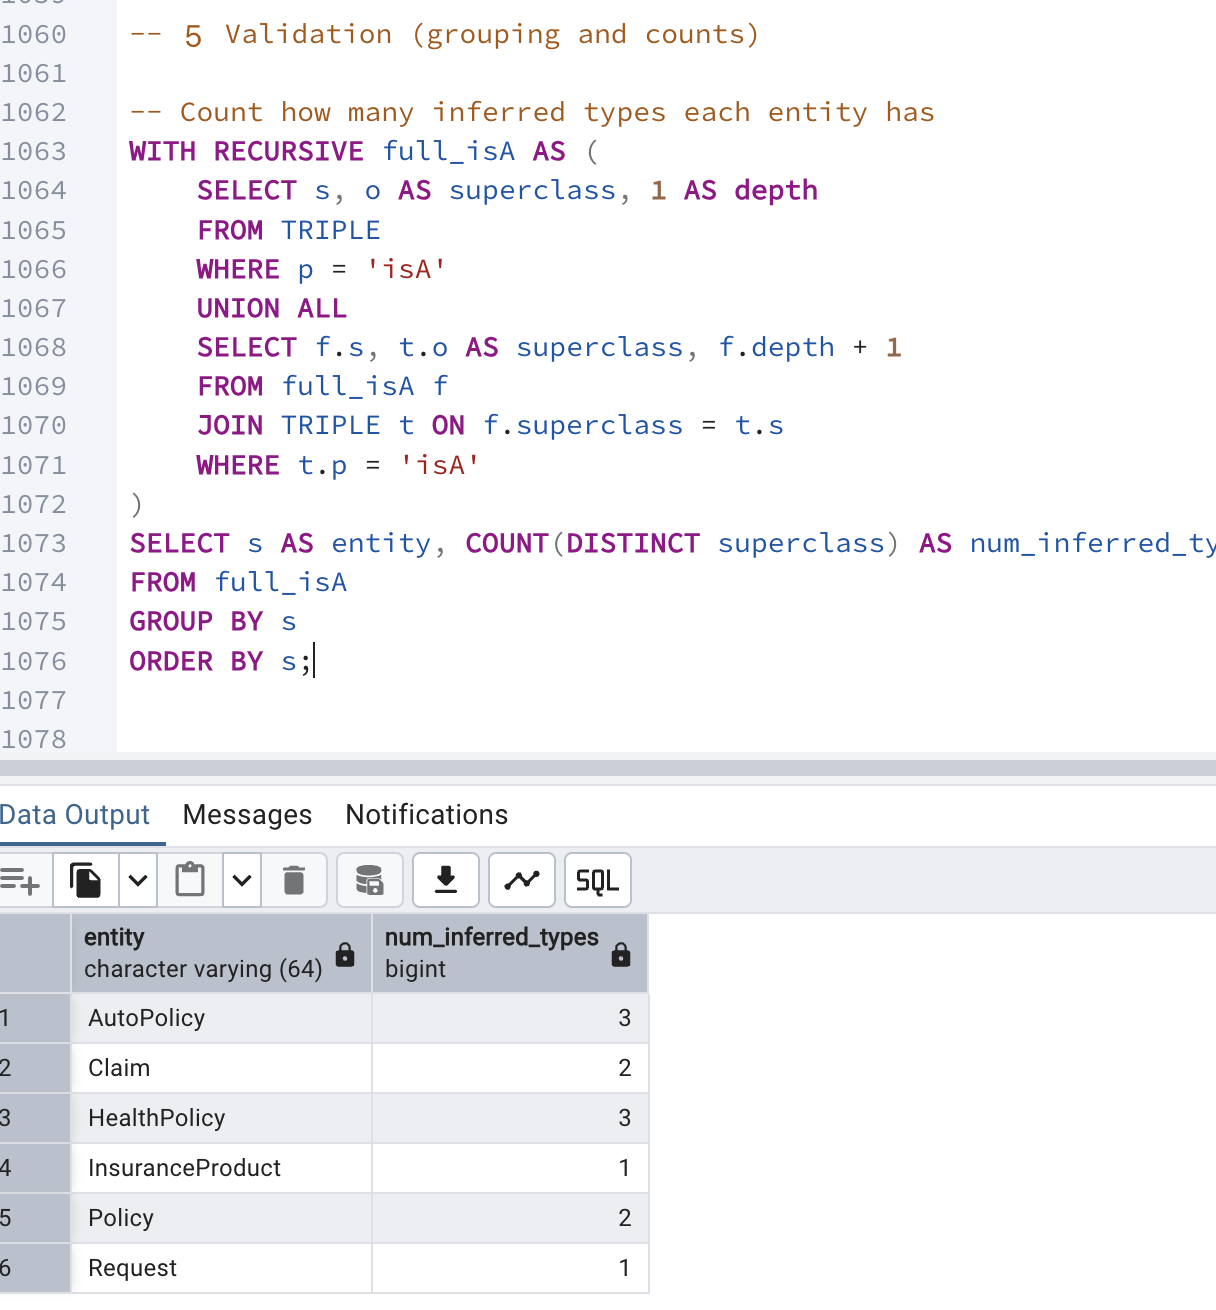 1060 -- 5 Validation (grouping and counts)
1061
1062 -- Count how many inferred types each entity has
1063 WITH RECURSIVE full_isA AS (
1064 SELECT s, o AS superclass, 1 AS depth
1065 FROM TRIPLE
1066 WHERE p = 'isA'
1067 UNION ALL
1068 SELECT f.s, t.o AS superclass, f.depth + 1
1069 FROM full_isA f
1070 JOIN TRIPLE t ON f.superclass = t.s
1071 WHERE t.p = 'isA'
1072 )
1073 SELECT s AS entity, COUNT(DISTINCT superclass) AS num_inferred_ty
1074 FROM full_isA
1075 GROUP BY s
1076 ORDER BY s;
1077
1078
Data Output Messages Notifications
SQL
entity num_inferred_types
character varying (64) bigint
1 AutoPolicy 3
2 Claim 2
3 HealthPolicy 3
4 InsuranceProduct 1
5 Policy 2
6 Request 1